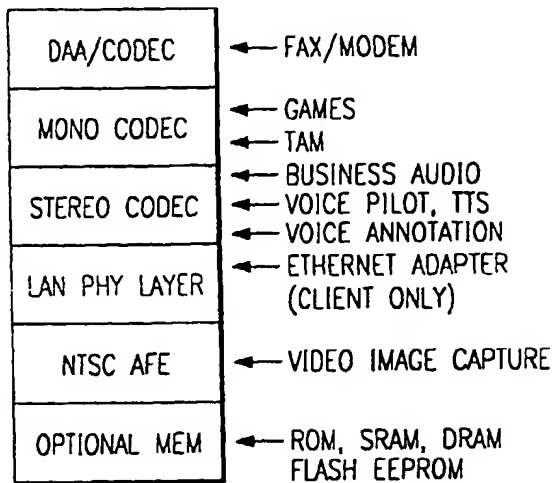 DAA/CODEC
FAX/MODEM
MONO CODEC
GAMES
TAM
STEREO CODEC
BUSINESS AUDIO
VOICE PILOT, TTS
VOICE ANNOTATION
LAN PHY LAYER
ETHERNET ADAPTER
(CLIENT ONLY)
NTSC AFE
VIDEO IMAGE CAPTURE
OPTIONAL MEM
ROM, SRAM, DRAM
FLASH EEPROM